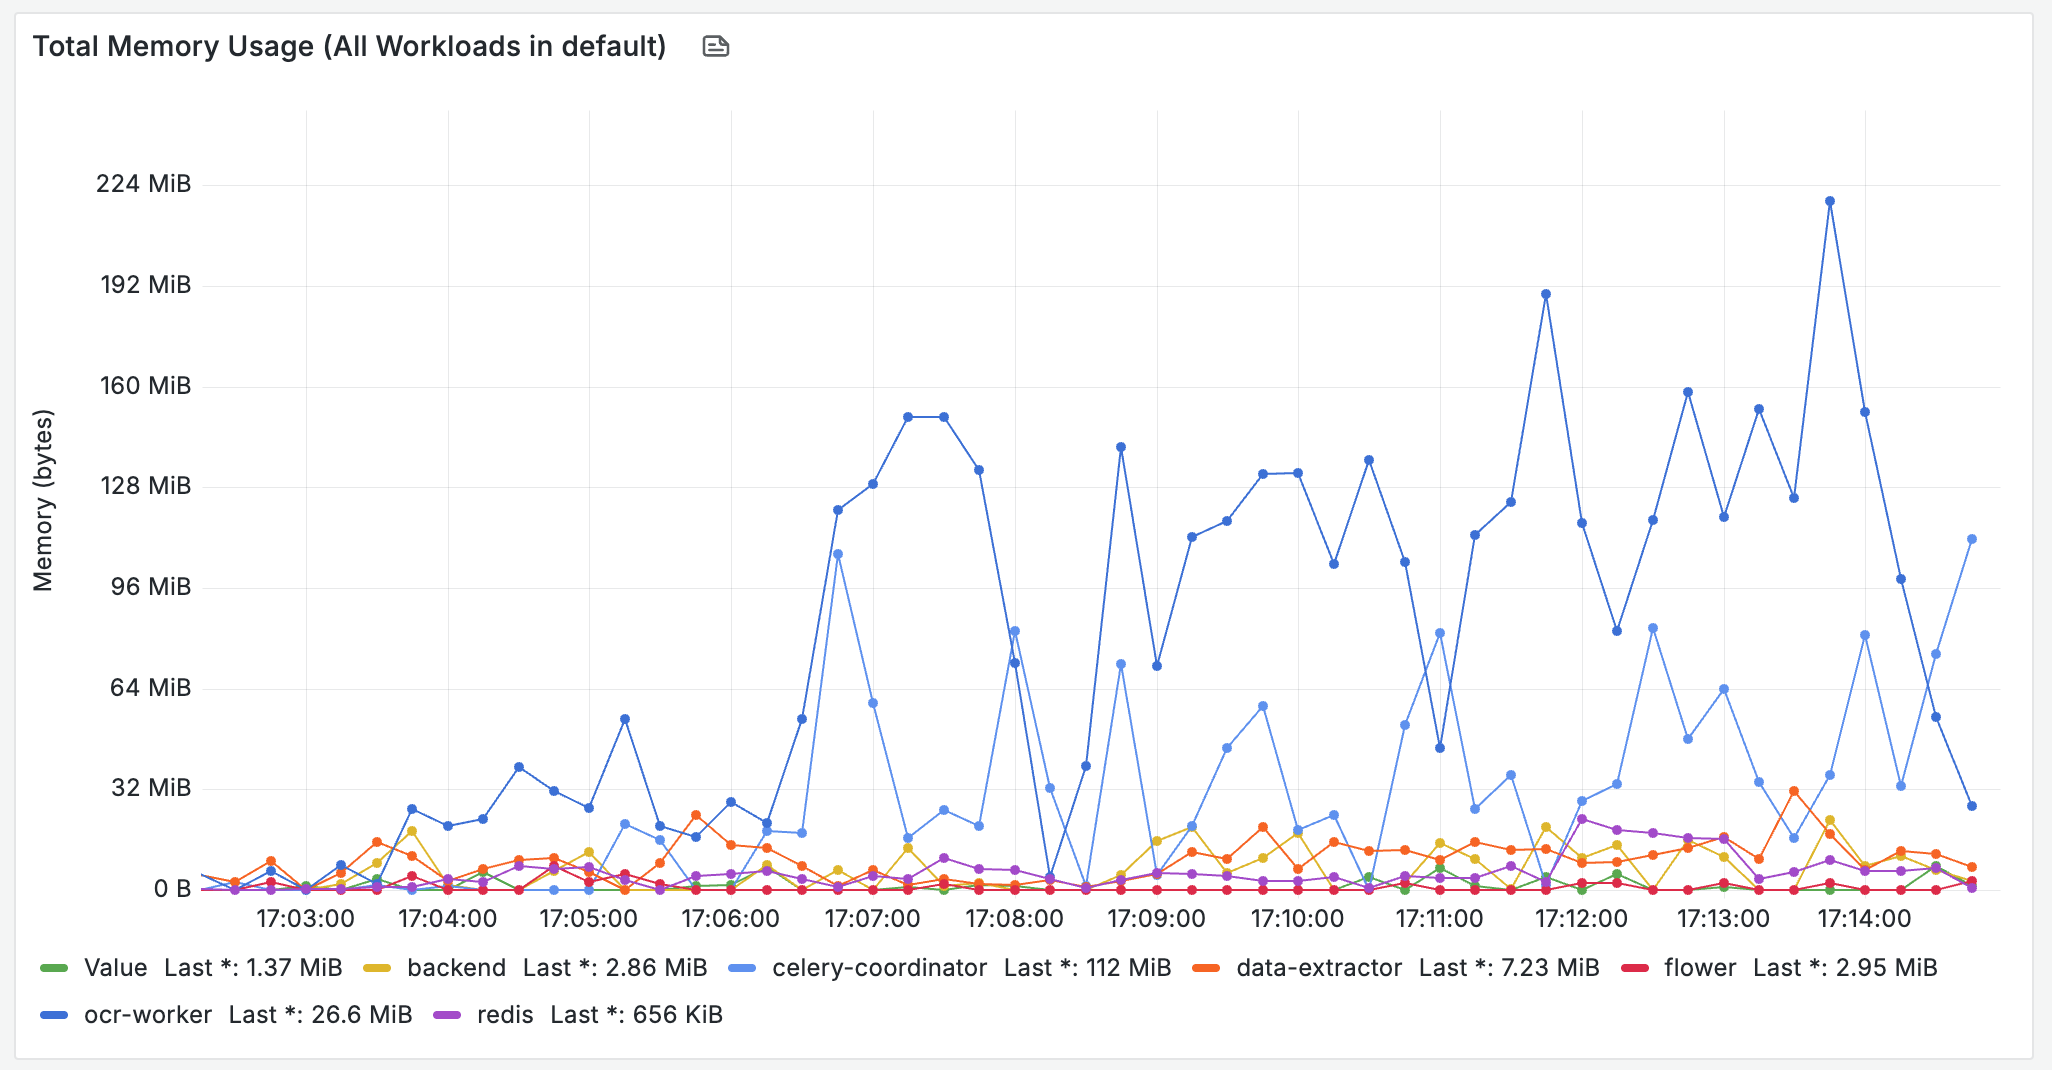 Total Memory Usage (All Workloads in default)
224 MiB
192 MiB
160 MiB
128 MiB
96 MiB
64 MiB
32 MiB
0 B
Memory (bytes)
17:03:00 17:04:00 17:05:00 17:06:00 17:07:00 17:08:00 17:09:00 17:10:00 17:11:00 17:12:00 17:13:00 17:14:00
Value Last *: 1.37 MiB backend Last *: 2.86 MiB celery-coordinator Last *: 112 MiB data-extractor Last *: 7.23 MiB flower Last *: 2.95 MiB
ocr-worker Last *: 26.6 MiB redis Last *: 656 KiB